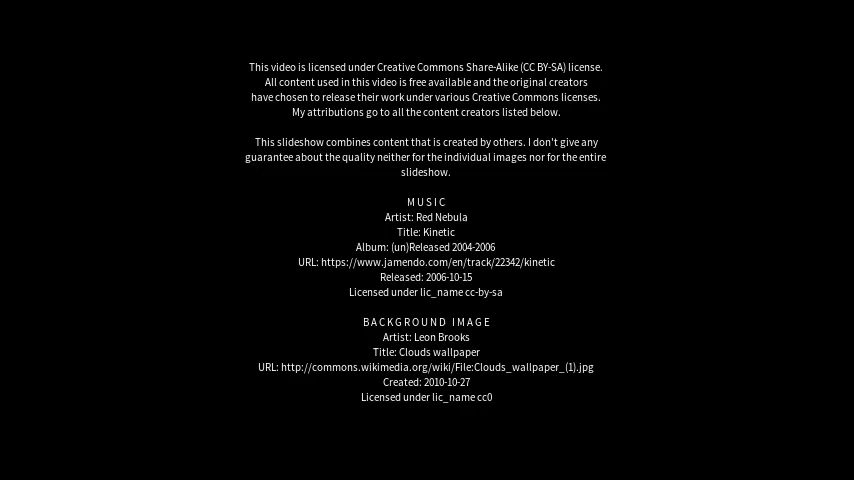 This video is licensed under Creative Commons Share-Alike (CC BY-SA) license.
All content used in this video is free available and the original creators
have chosen to release their work under various Creative Commons licenses.
My attributions go to all the content creators listed below.
This slideshow combines content that is created by others. I don't give any
guarantee about the quality neither for the individual images nor for the entire
slideshow.
M U S I C
Artist: Red Nebula
Title: Kinetic
Album: (un)Released 2004-2006
URL: https://www.jamendo.com/en/track/22342/kinetic
Released: 2006-10-15
Licensed under lic_name cc-by-sa
B A C K G R O U N D   I M A G E
Artist: Leon Brooks
Title: Clouds wallpaper
URL: http://commons.wikimedia.org/wiki/File:Clouds_wallpaper_(1).jpg
Created: 2010-10-27
Licensed under lic_name cc0